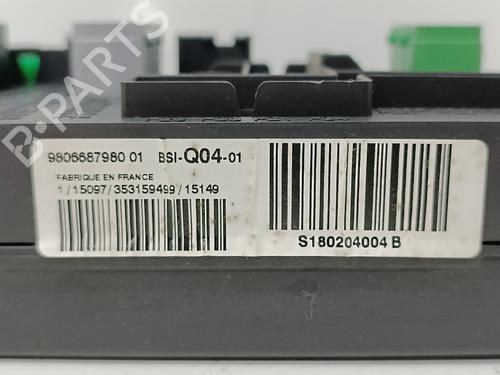 B-PARTS
9806687980 01 BSI-Q04-01
FABRIQUE EN FRANCE
1/15097/353159499/15149
S180204004 B